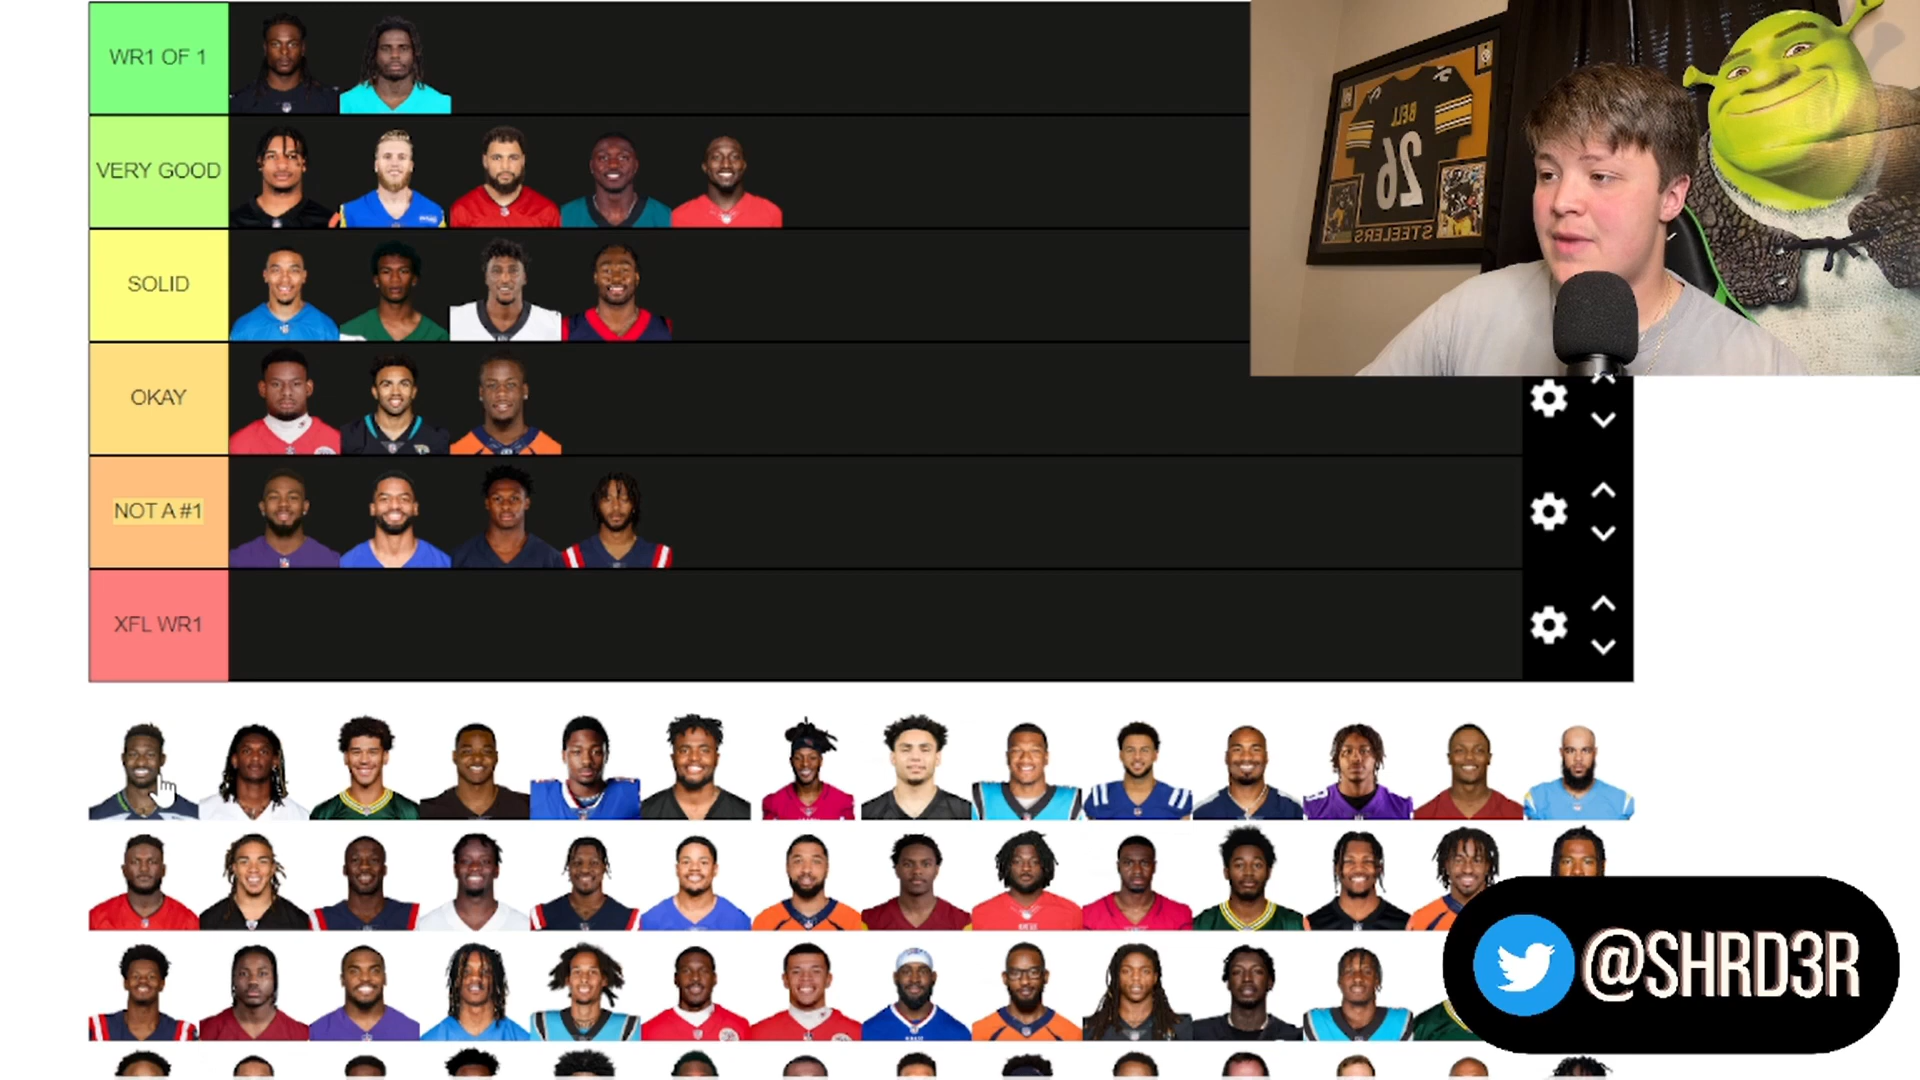 WR1 OF 1
VERY GOOD
SOLID
OKAY
NOT A #1
XFL WR1
BELL
26
STEELERS
@SHRD3R